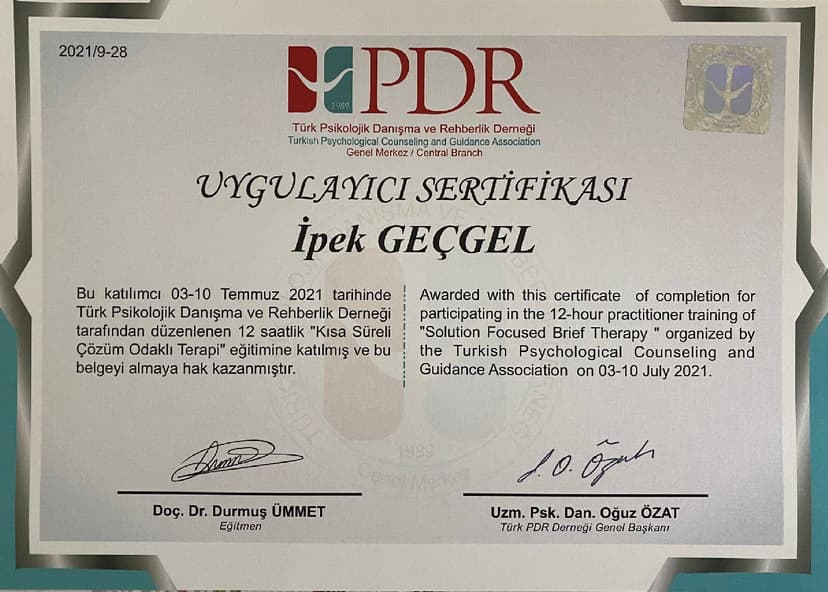 2021/9-28
1989
PDR
Türk Psikolojik Danışma ve Rehberlik Derneği
Turkish Psychological Counseling and Guidance Association
Genel Merkez / Central Branch
UYGULAYICI SERTİFİKASI
İpek GEÇGEL
Bu katılımcı 03-10 Temmuz 2021 tarihinde
Türk Psikolojik Danışma ve Rehberlik Derneği
tarafından düzenlenen 12 saatlik "Kısa Süreli
Çözüm Odaklı Terapi" eğitimine katılmış ve bu
belgeyi almaya hak kazanmıştır.
Awarded with this certificate of completion for
participating in the 12-hour practitioner training of
"Solution Focused Brief Therapy " organized by
the Turkish Psychological Counseling and
Guidance Association on 03-10 July 2021.
1989
Genel Merkez
Doç. Dr. Durmuş ÜMMET
Eğitmen
Uzm. Psk. Dan. Oğuz ÖZAT
Türk PDR Derneği Genel Başkanı